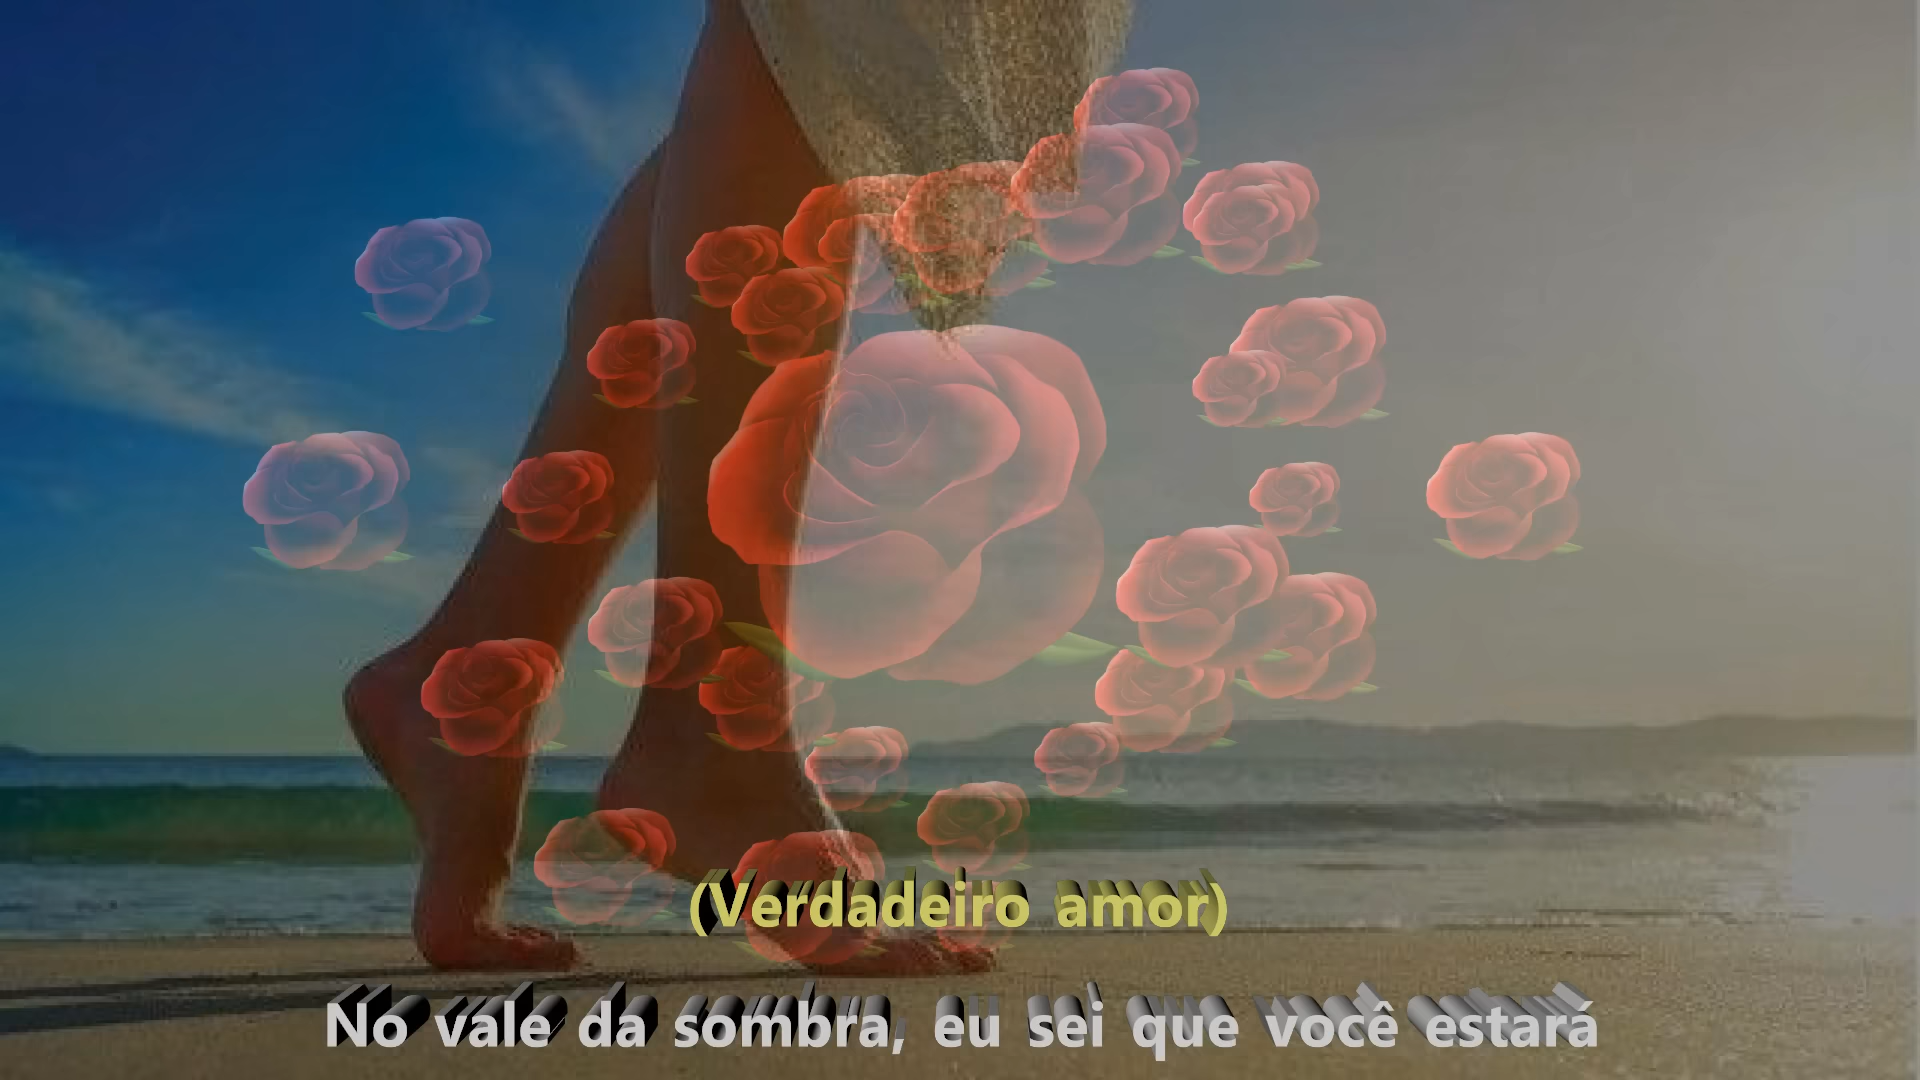 (Verdadeiro amor)
No vale da sombra, eu sei que você estará